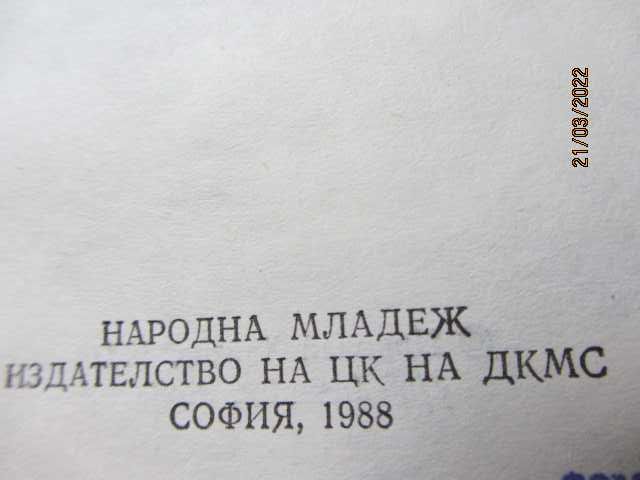 21/03/2022
НАРОДНА МЛАДЕЖ
ИЗДАТЕЛСТВО НА ЦК НА ДКМС
СОФИЯ, 1988